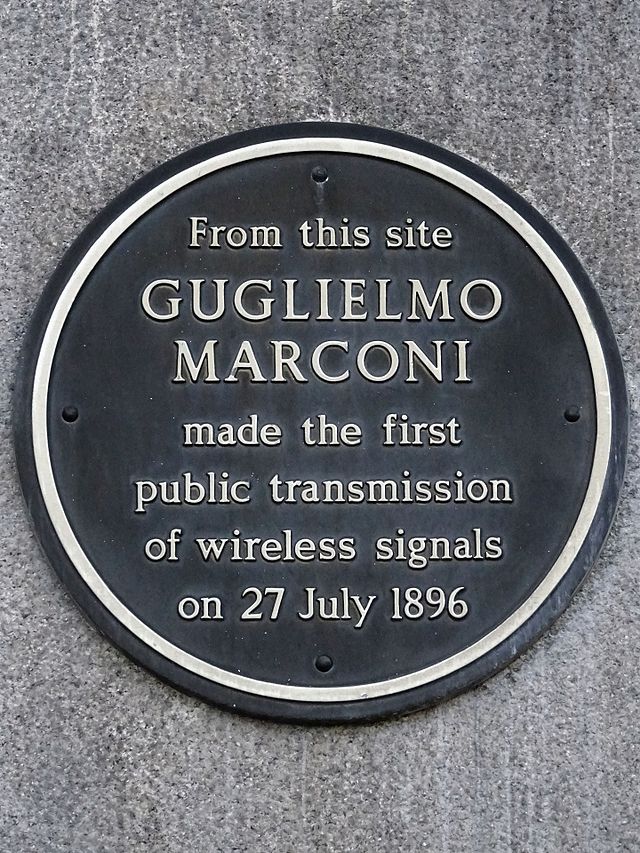 From this site
GUGLIELMO
MARCONI
made the first
public transmission
of wireless signals
on 27 July 1896